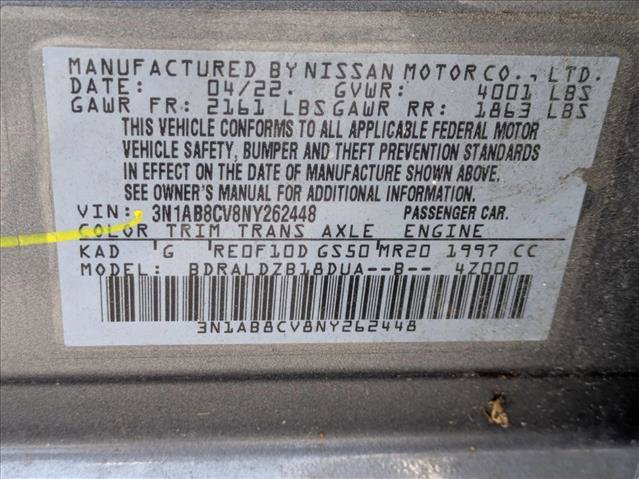 MANUFACTURED BY NISSAN MOTOR CO., LTD.
DATE: 04/22. GVWR: 4001 LBS
GAWR FR: 2161 LBS GAWR RR: 1863 LBS
THIS VEHICLE CONFORMS TO ALL APPLICABLE FEDERAL MOTOR
VEHICLE SAFETY, BUMPER AND THEFT PREVENTION STANDARDS
IN EFFECT ON THE DATE OF MANUFACTURE SHOWN ABOVE.
SEE OWNER'S MANUAL FOR ADDITIONAL INFORMATION.
VIN: 3N1AB8CV8NY262448 PASSENGER CAR.
COLOR TRIM TRANS AXLE ENGINE
KAD G RE0F10D GS50 MR20 1997 CC
MODEL: BDRALDZB18DUA--B-- 4Z000
3N1AB8CV8NY262448